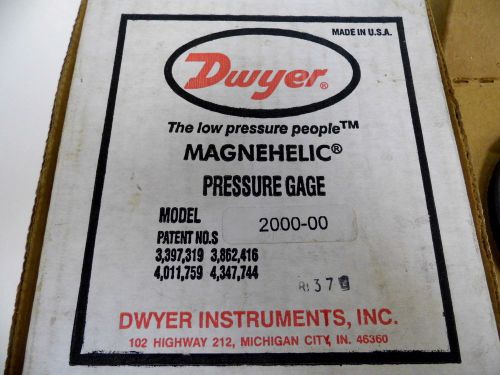 MADE IN U.S.A.
Dwyer®
The low pressure people™
MAGNEHELIC®
PRESSURE GAGE
MODEL 2000-00
PATENT NO.S
3,397,319 3,862,416
4,011,759 4,347,744
DWYER INSTRUMENTS, INC.
102 HIGHWAY 212, MICHIGAN CITY, IN. 46360